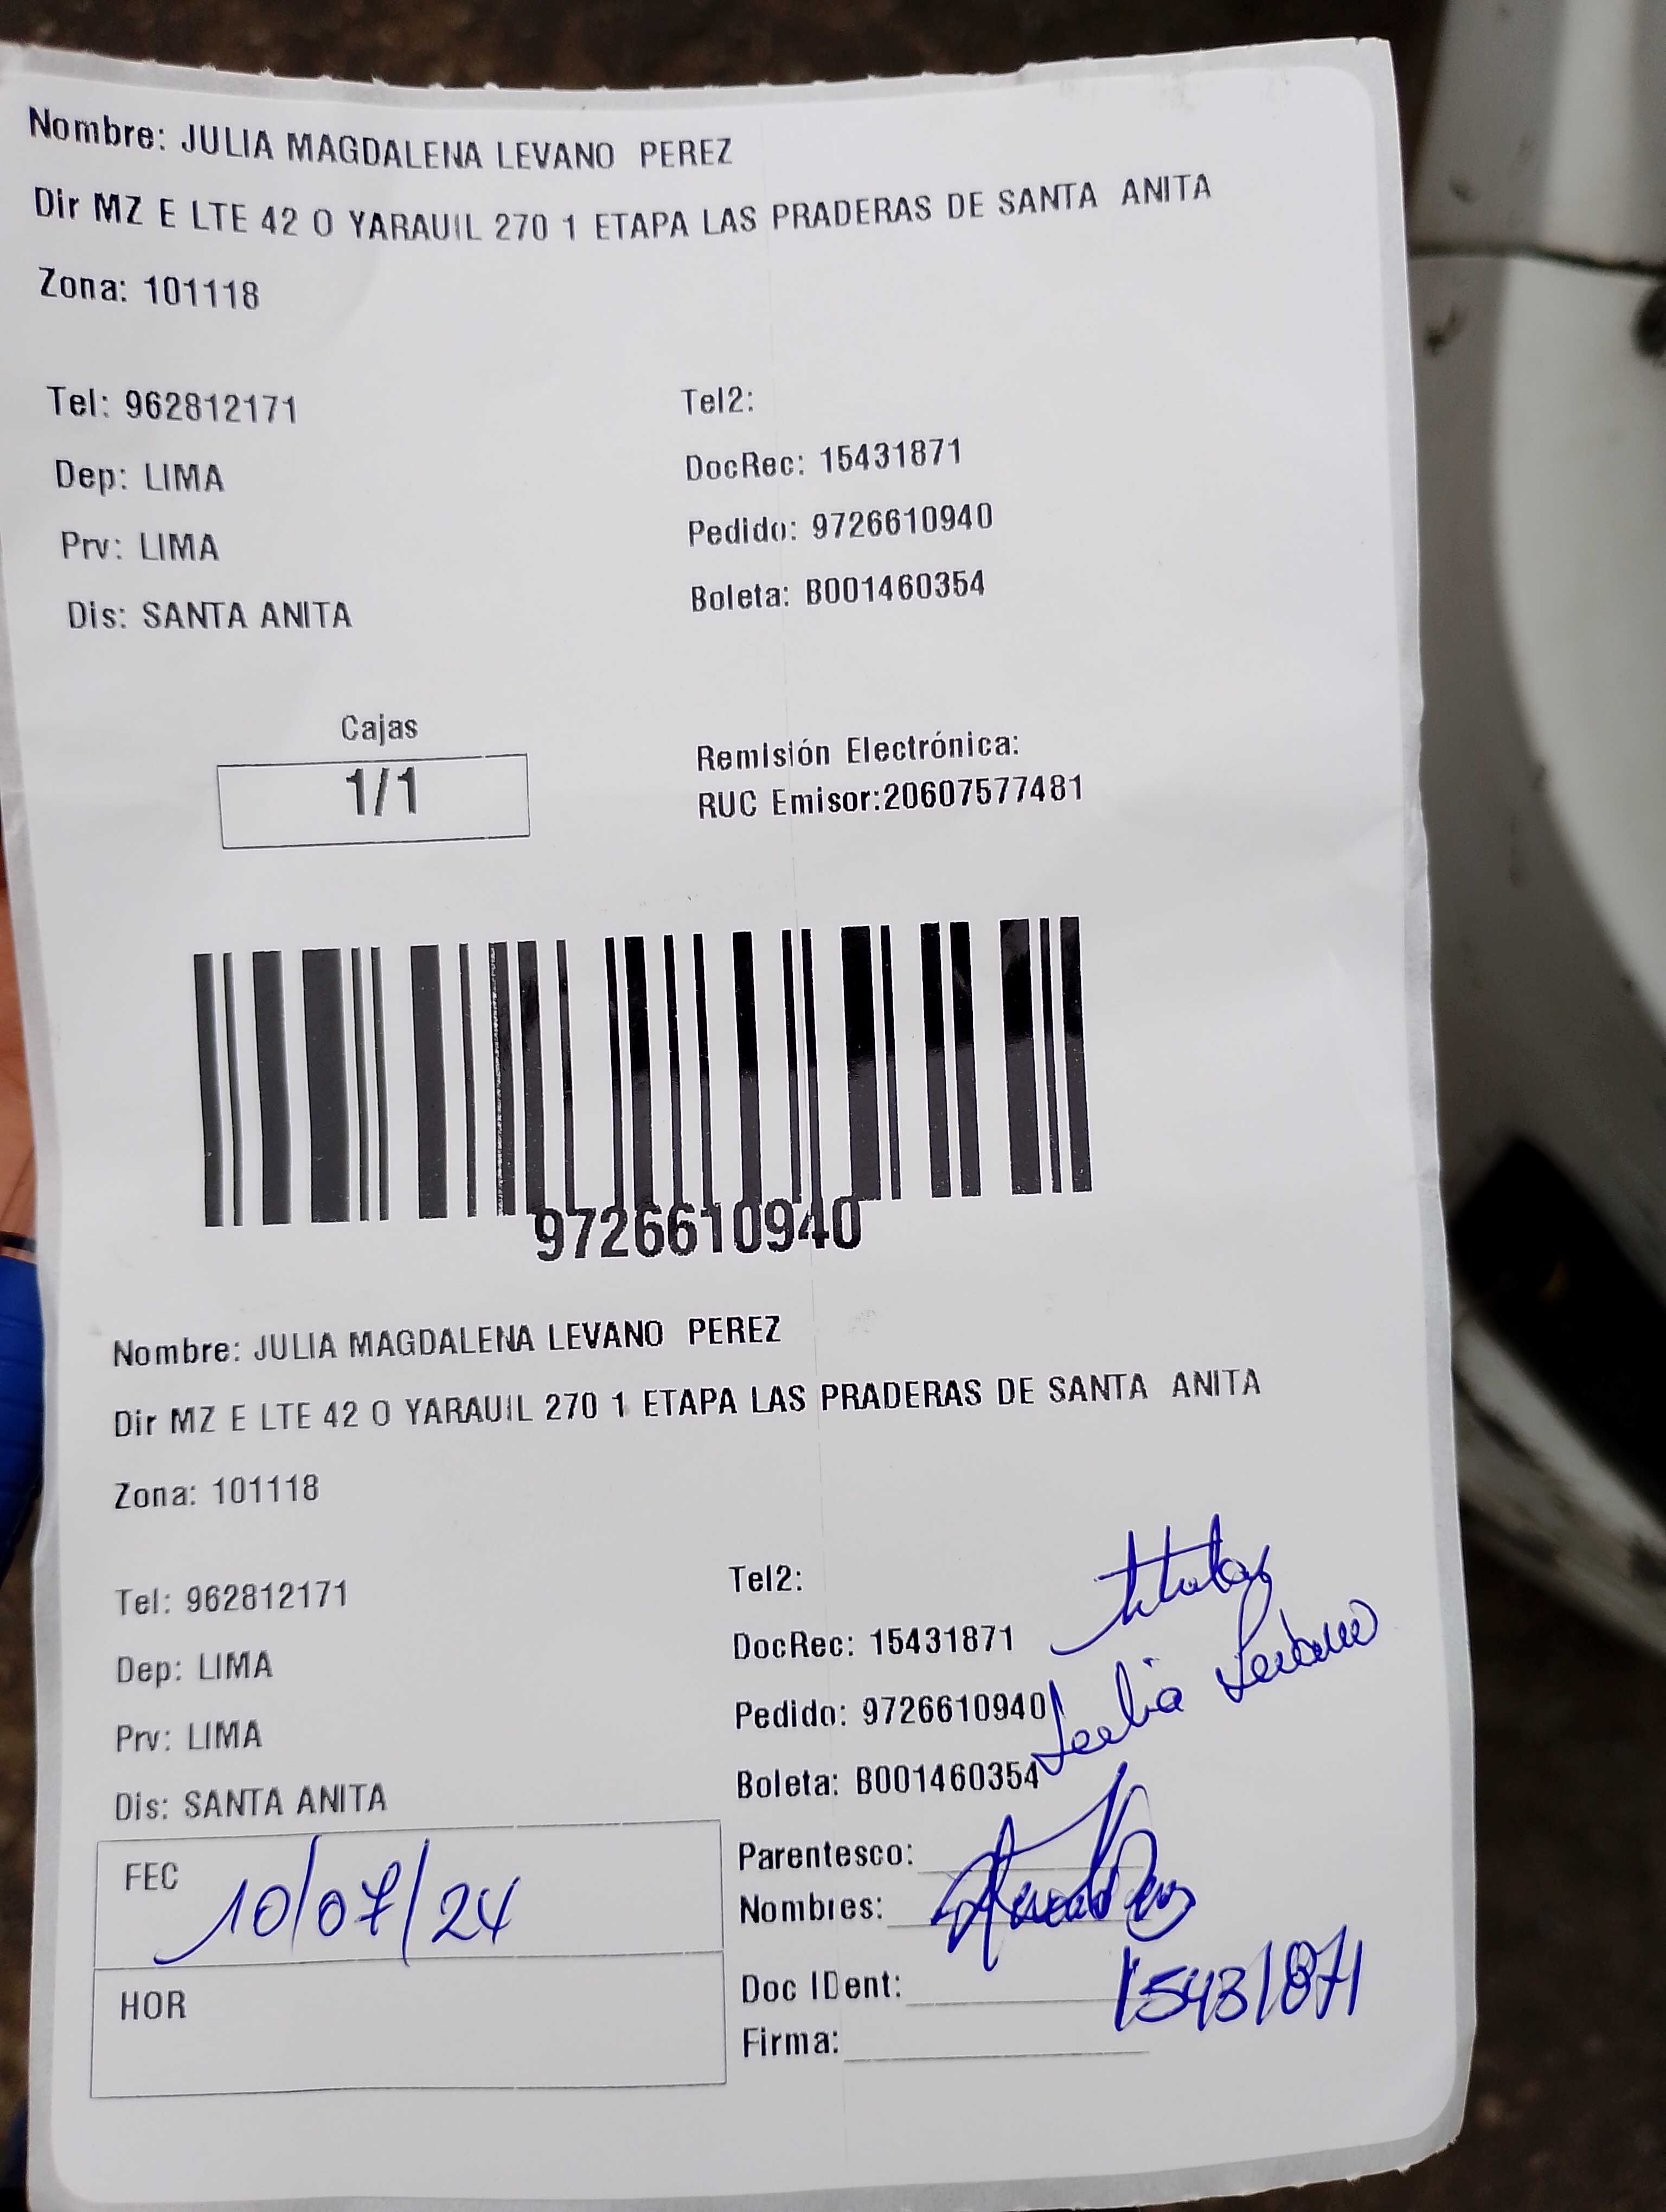 Nombre: JULIA MAGDALENA LEVANO PEREZ
Dir MZ E LTE 42 O YARAUIL 270 1 ETAPA LAS PRADERAS DE SANTA ANITA
Zona: 101118
Tel: 962812171
Tel2:
Dep: LIMA
DocRec: 15431871
Prv: LIMA
Pedido: 9726610940
Dis: SANTA ANITA
Boleta: B001460354
Cajas
1/1
Remisión Electrónica:
RUC Emisor:20607577481
9726610940
Nombre: JULIA MAGDALENA LEVANO PEREZ
Dir MZ E LTE 42 O YARAUIL 270 1 ETAPA LAS PRADERAS DE SANTA ANITA
Zona: 101118
Tel: 962812171
Tel2:
titular
Dep: LIMA
DocRec: 15431871
Prv: LIMA
Pedido: 9726610940
Julia Levano
Dis: SANTA ANITA
Boleta: B001460354
FEC 10/07/24
Parentesco:
Nombres:
HOR
Doc IDent: 15431871
Firma: